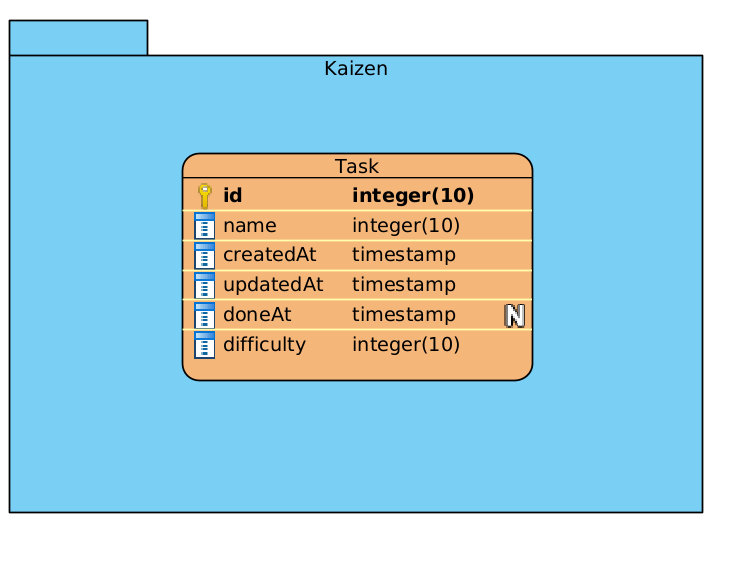 Kaizen
Task
id integer(10)
name integer(10)
createdAt timestamp
updatedAt timestamp
doneAt timestamp N
difficulty integer(10)